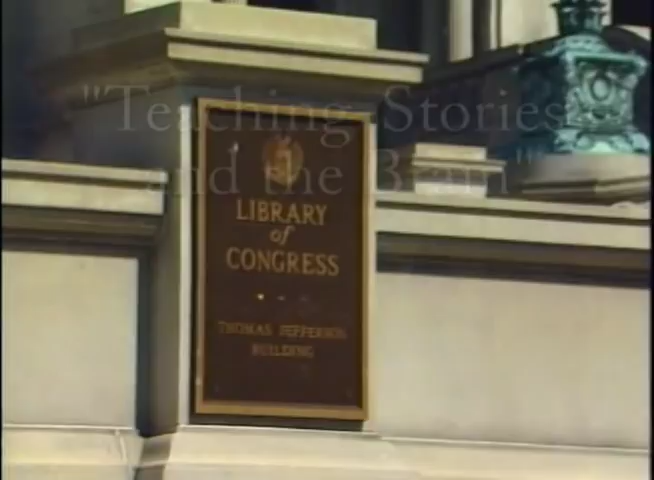 "Teaching Stories
and the Brain"
LIBRARY
of
CONGRESS
THOMAS JEFFERSON
BUILDING